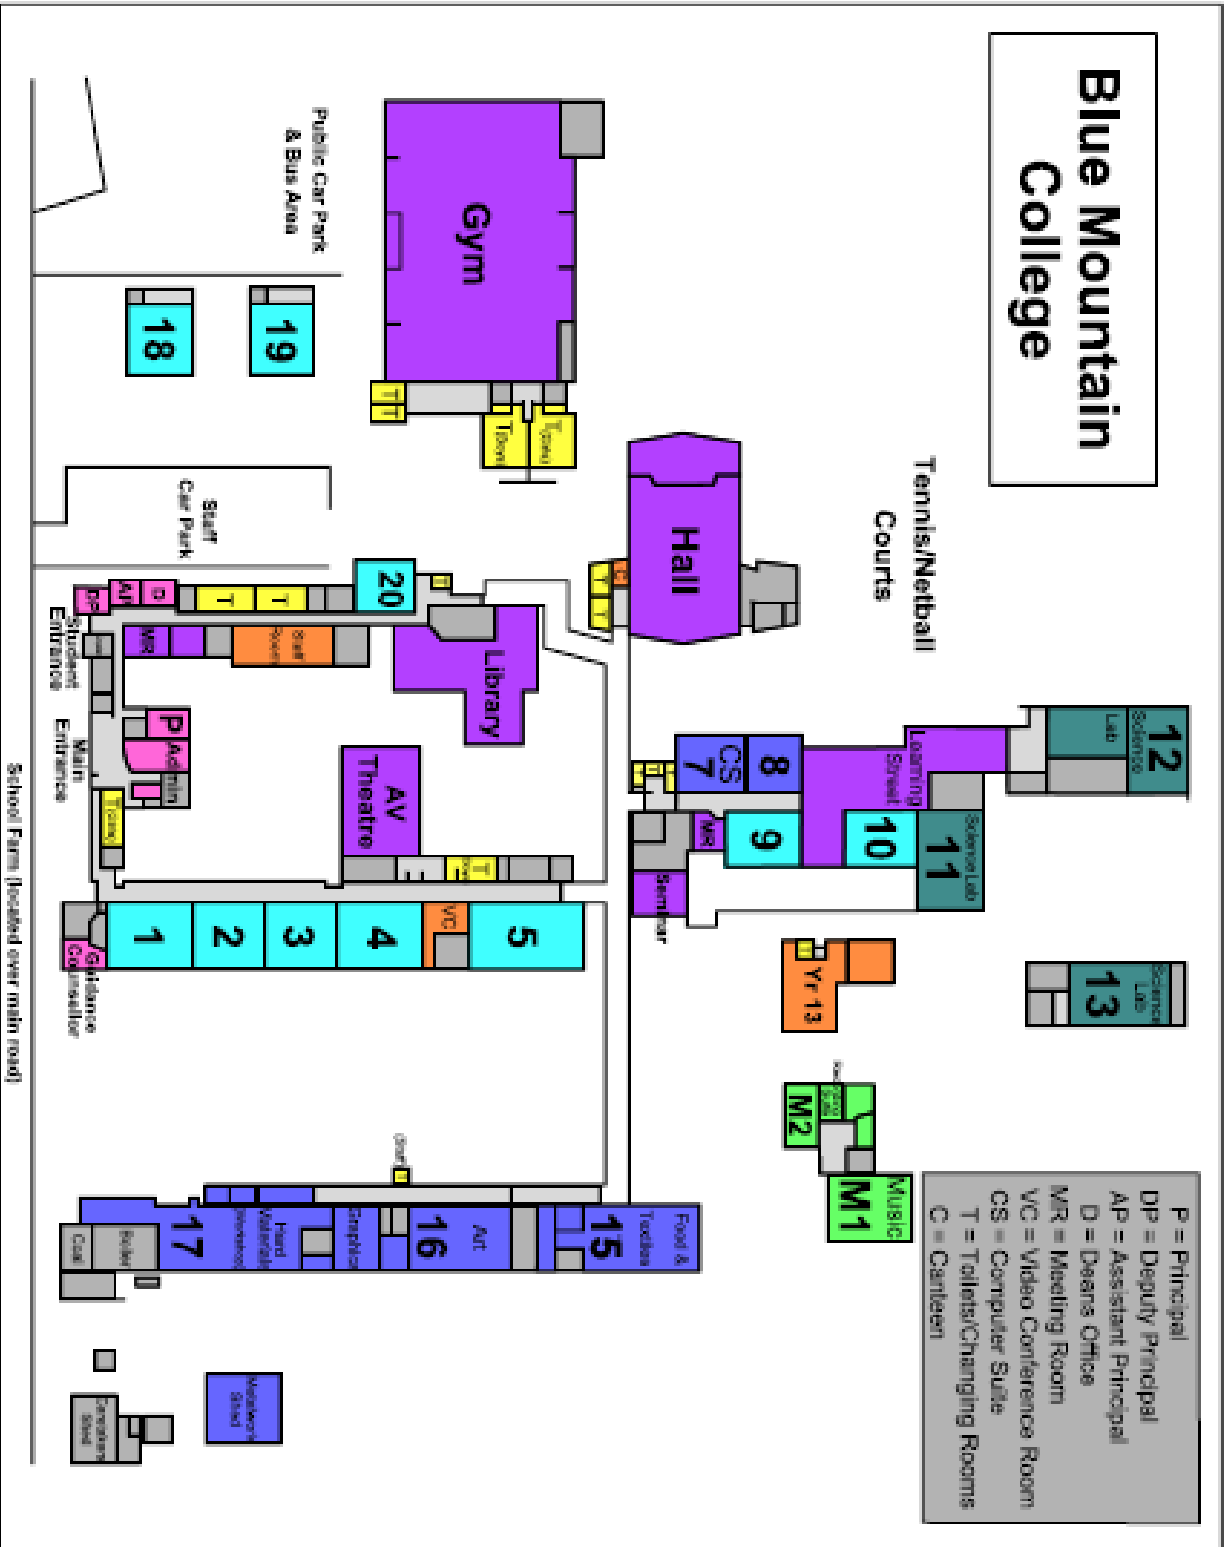 Blue Mountain
College
Tennis/Netball
Courts
Public Car Park
& Bus Area
Gym
T
T
T
T
19
18
Staff
Car Park
Hall
C
T
T
20
T
T
T
D
AP
DP
Student
Entrance
MR
Staff
Room
Library
Main
Entrance
P
Admin
T
AV
Theatre
T
12
Science
Lab
Learning
Street
8
CS
7
T
T
T
MR
9
10
11
Science Lab
Seminar
1
2
3
4
VC
5
Guidance
Counsellor
Yr 13
T
13
Science
Lab
M2
Music
M1
(Staff)
T
Food &
Textiles
15
Art
16
Graphics
Hard
Materials
17
Boiler
Coal
Metalwork
Shed
Caretakers
Shed
P = Principal
DP = Deputy Principal
AP = Assistant Principal
D = Deans Office
MR = Meeting Room
VC = Video Conference Room
CS = Computer Suite
T = Toilets/Changing Rooms
C = Canteen
School Farm (located over main road)